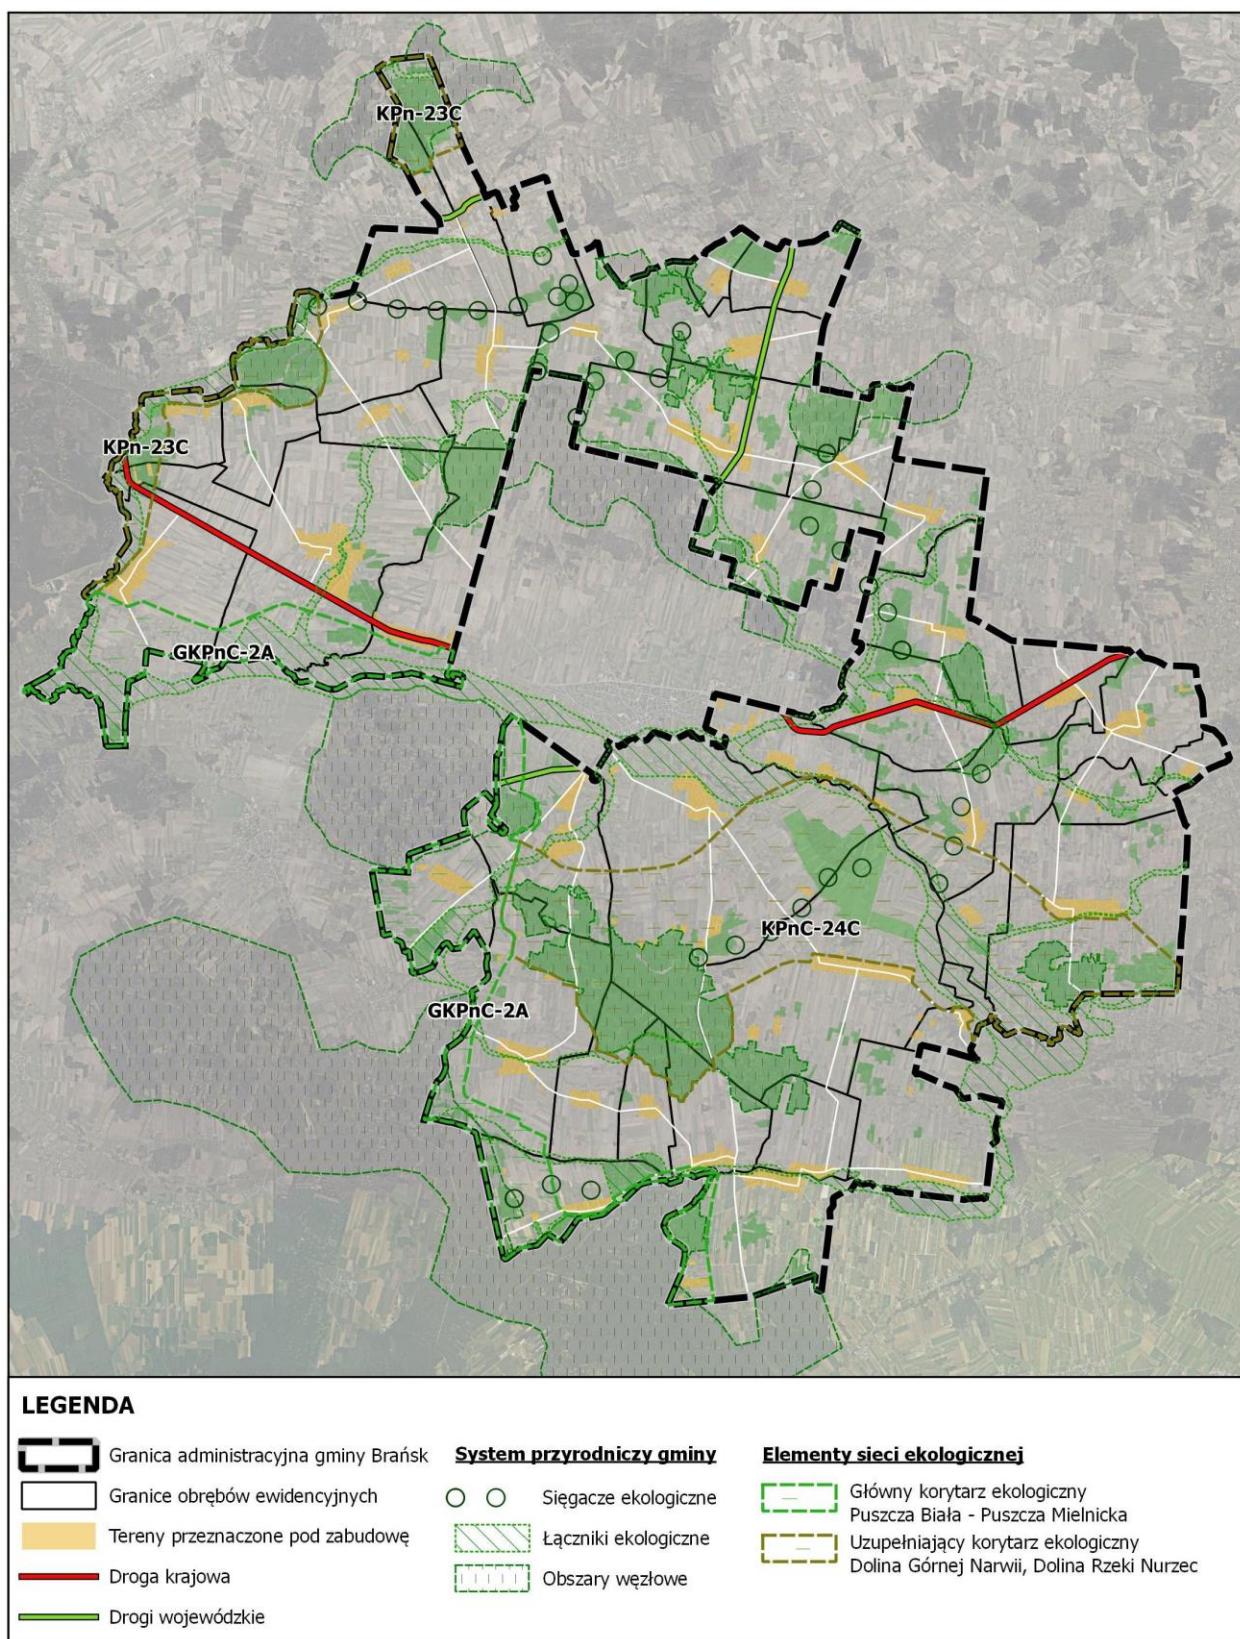 KPn-23C
KPn-23C
GKPnC-2A
KPnC-24C
GKPnC-2A
LEGENDA
Granica administracyjna gminy Brańsk
Granice obrębów ewidencyjnych
Tereny przeznaczone pod zabudowę
Droga krajowa
Drogi wojewódzkie
System przyrodniczy gminy
Sięgacze ekologiczne
Łączniki ekologiczne
Obszary węzłowe
Elementy sieci ekologicznej
Główny korytarz ekologiczny
Puszcza Biała - Puszcza Mielnicka
Uzupełniający korytarz ekologiczny
Dolina Górnej Narwii, Dolina Rzeki Nurzec